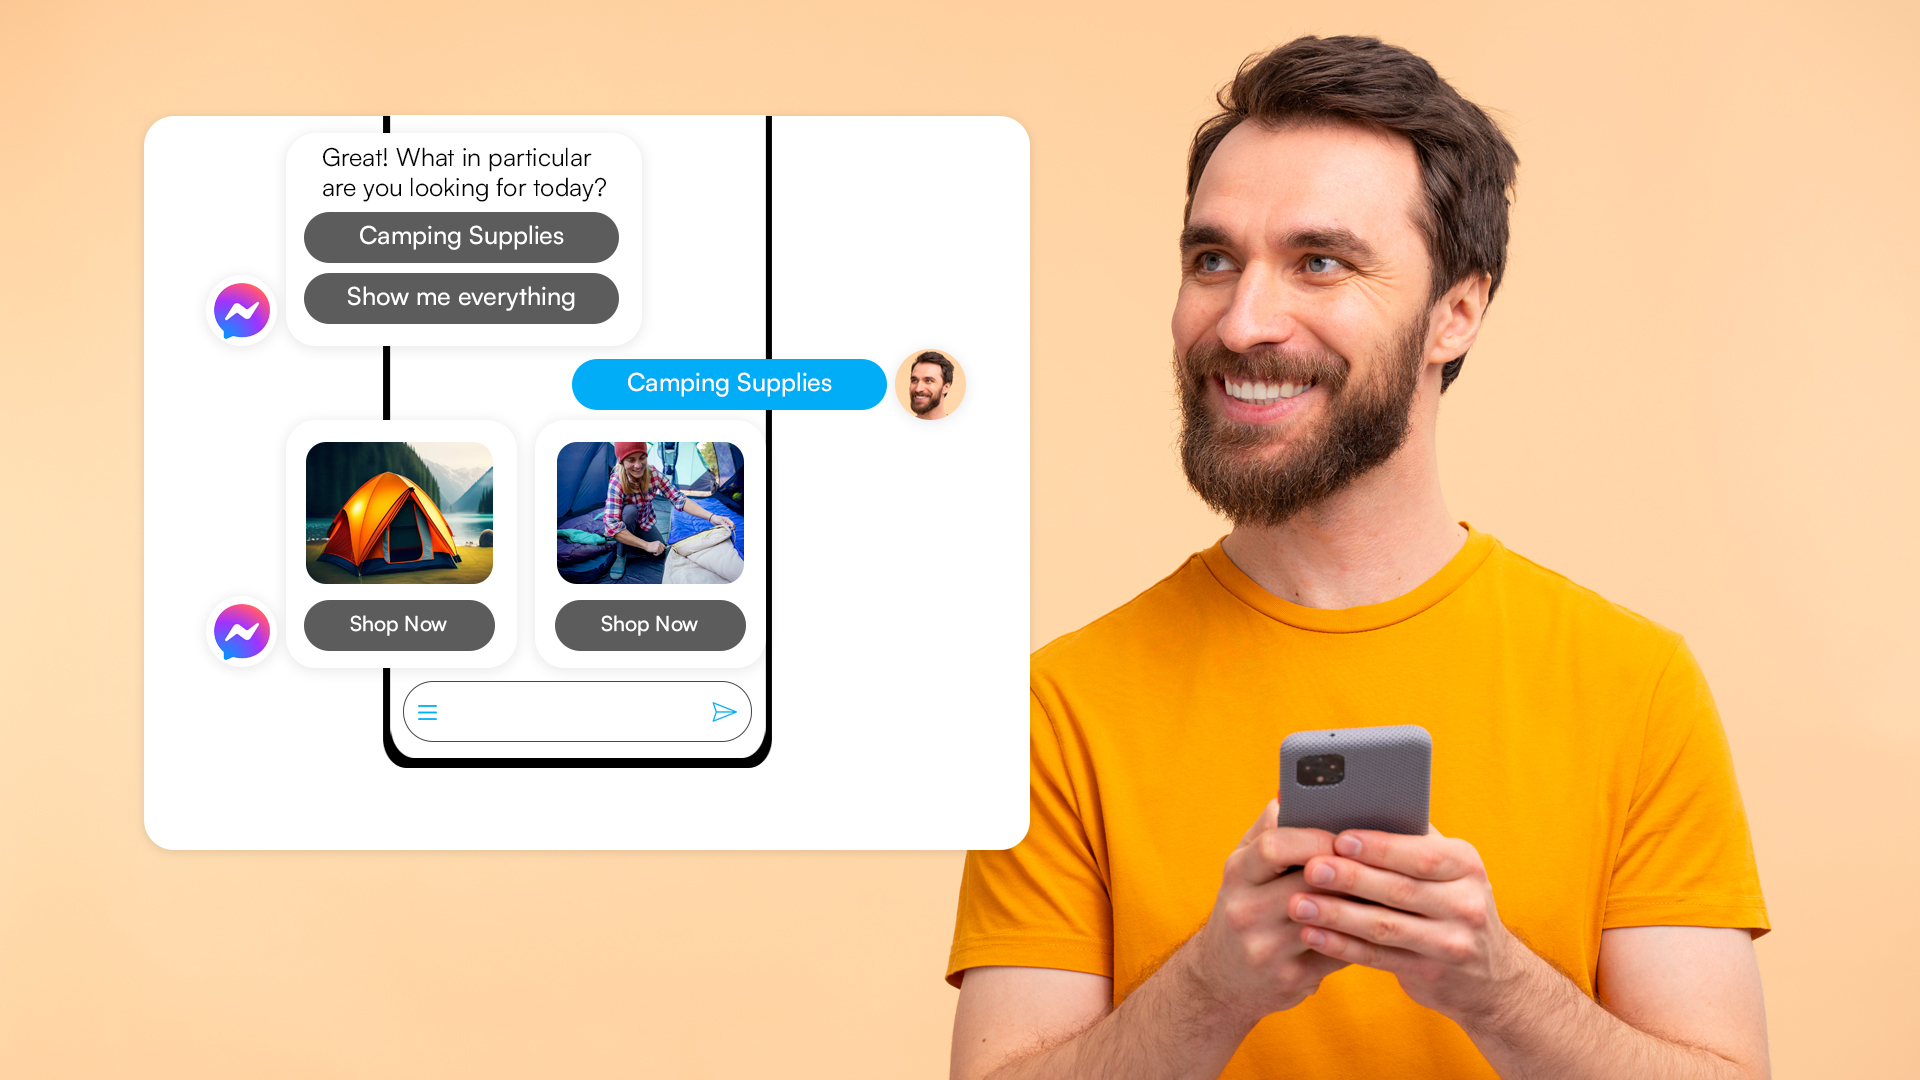 Great! What in particular
are you looking for today?
Camping Supplies
Show me everything
Camping Supplies
Shop Now
Shop Now